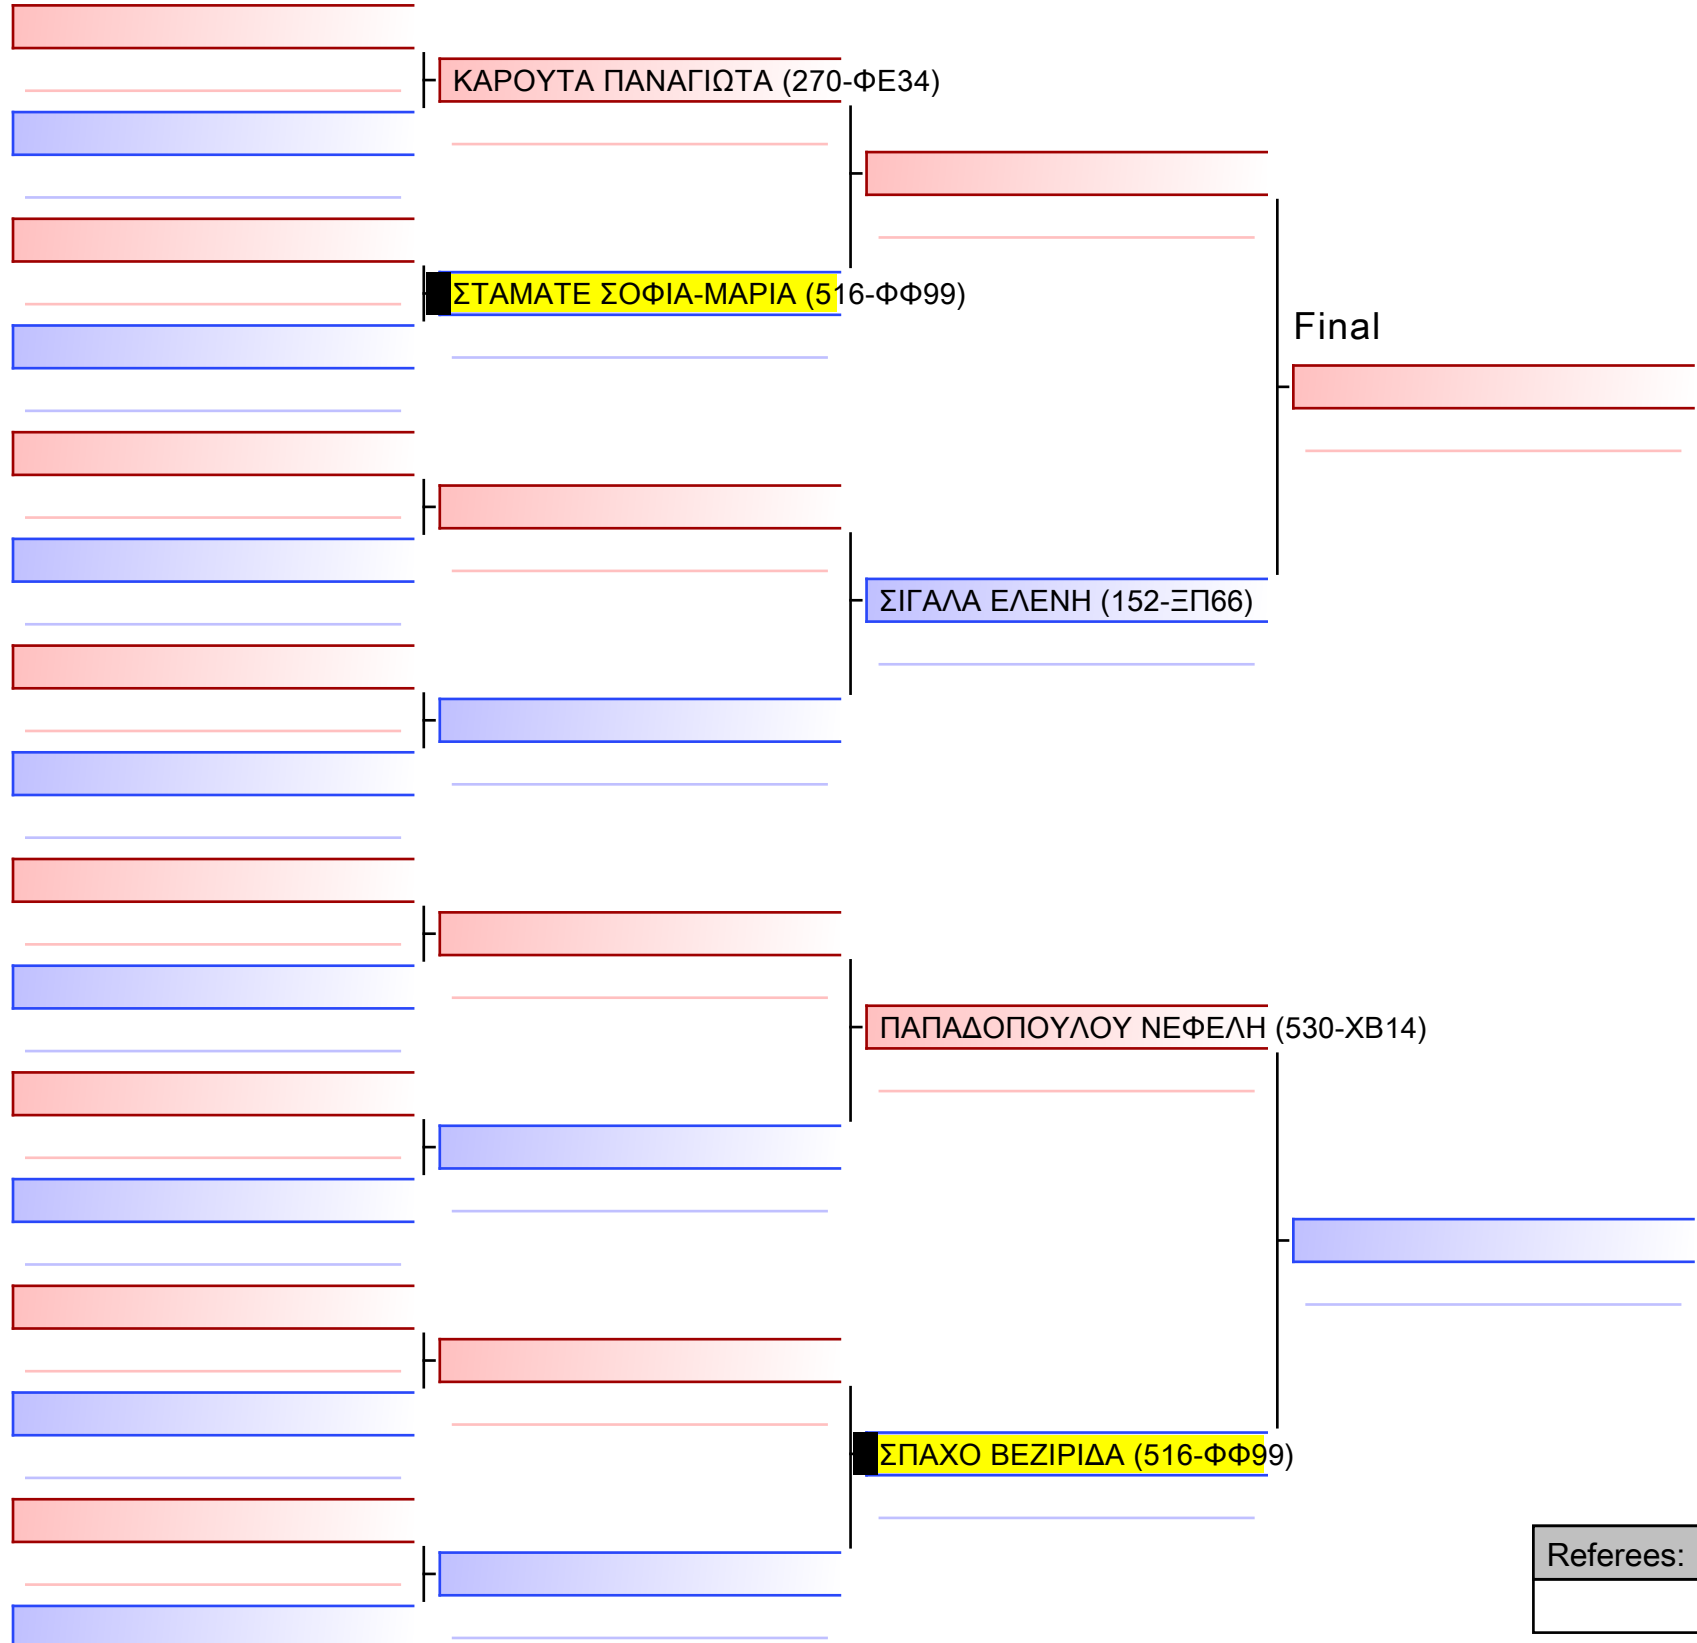 ΚΑΡΟΥΤΑ ΠΑΝΑΓΙΩΤΑ (270-ΦΕ34)
ΣΤΑΜΑΤΕ ΣΟΦΙΑ-ΜΑΡΙΑ (516-ΦΦ99)
Final
ΣΙΓΑΛΑ ΕΛΕΝΗ (152-ΞΠ66)
ΠΑΠΑΔΟΠΟΥΛΟΥ ΝΕΦΕΛΗ (530-ΧΒ14)
ΣΠΑΧΟ ΒΕΖΙΡΙΔΑ (516-ΦΦ99)
Referees: